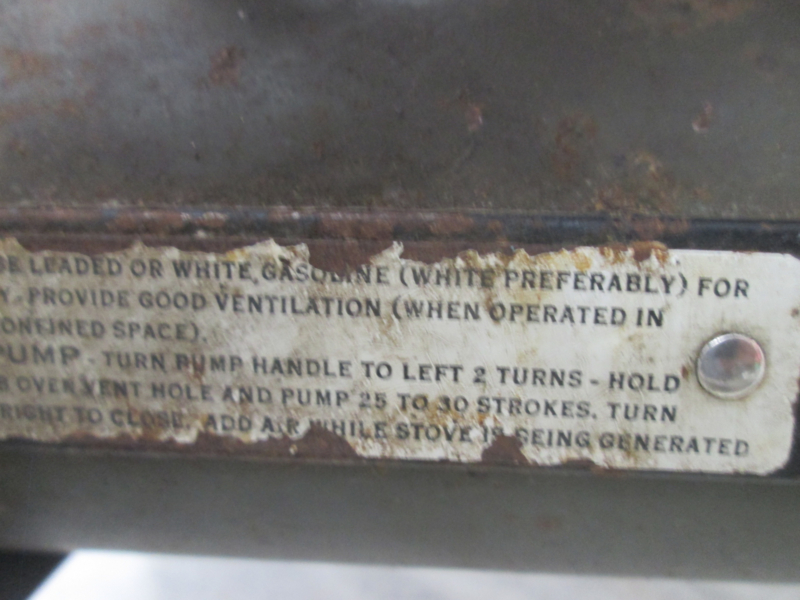 BE LEADED OR WHITE GASOLINE (WHITE PREFERABLY) FOR
Y. PROVIDE GOOD VENTILATION (WHEN OPERATED IN
ONFINED SPACE).
PUMP - TURN PUMP HANDLE TO LEFT 2 TURNS - HOLD
B OVER VENT HOLE AND PUMP 25 TO 30 STROKES. TURN
RIGHT TO CLOSE. ADD AIR WHILE STOVE IS BEING GENERATED